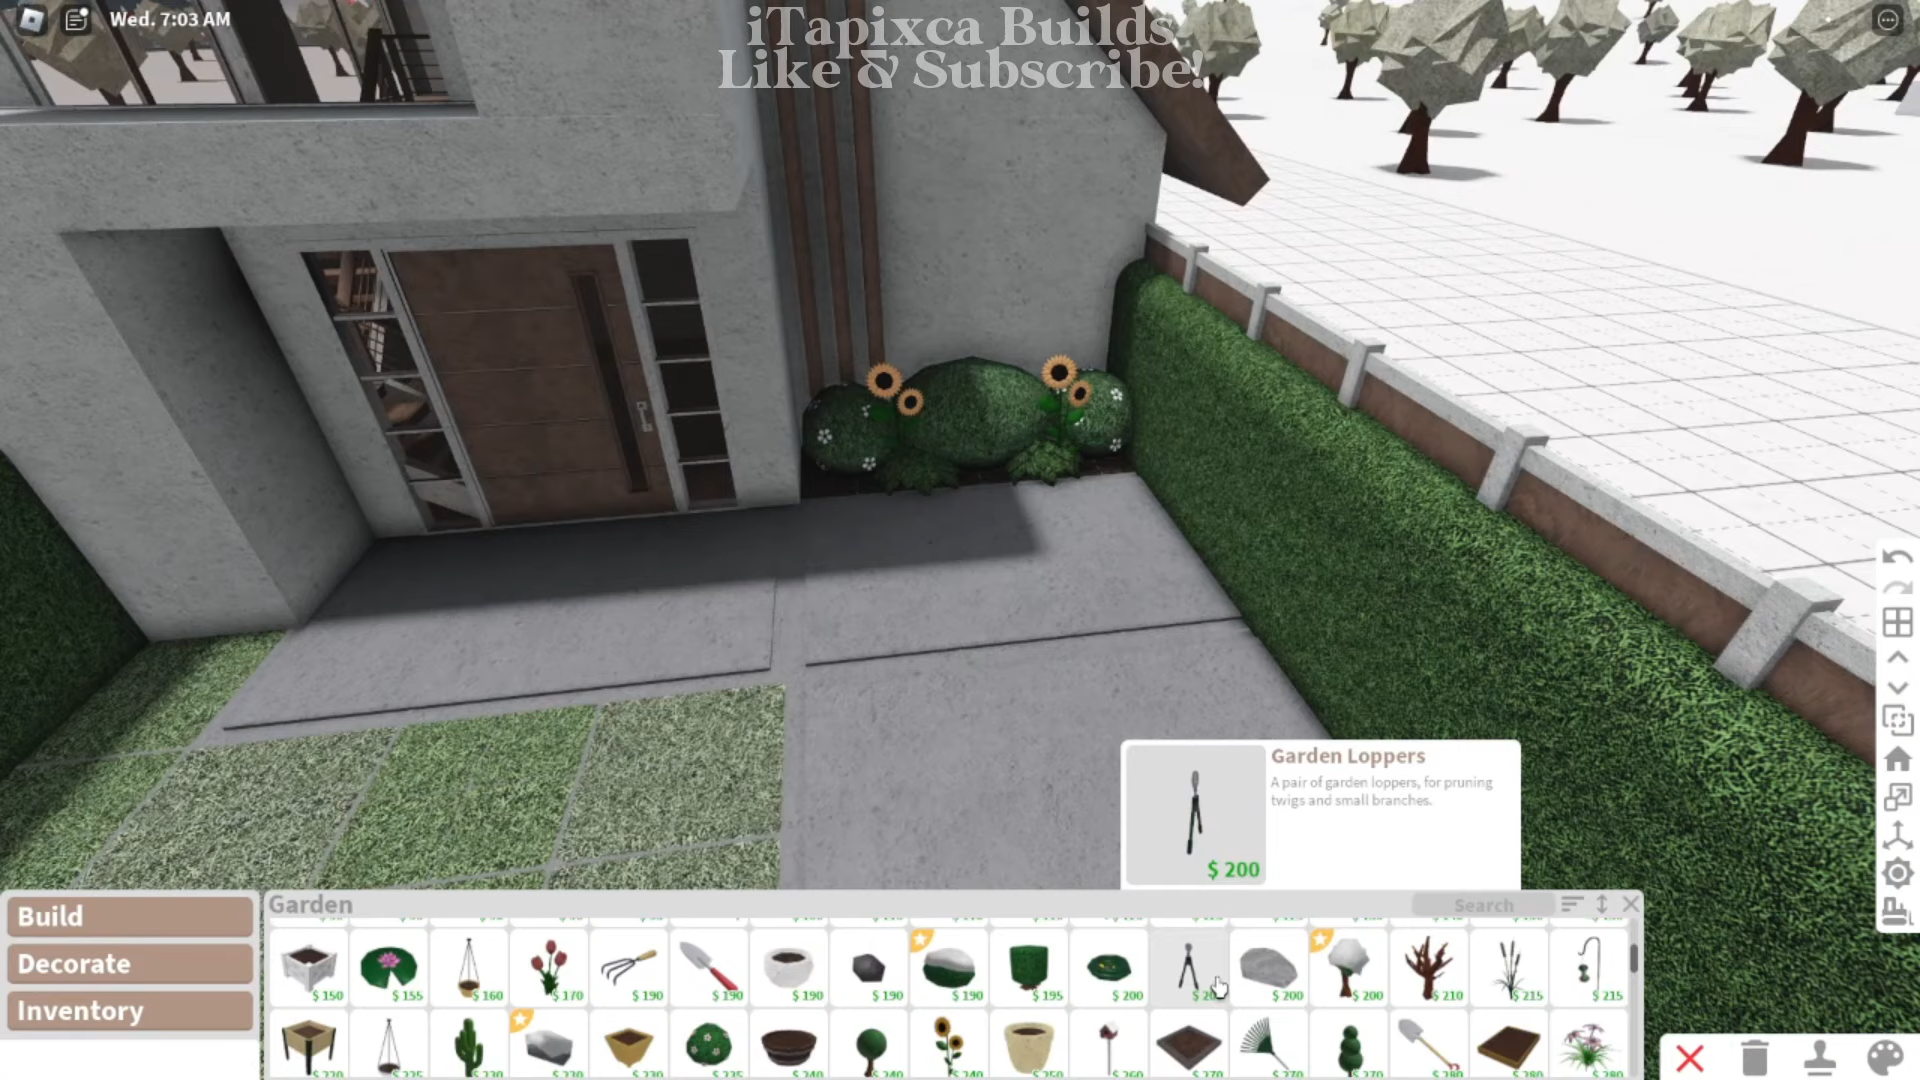 Wed. 7:03 AM
iTapixca Builds
Like & Subscribe!
Garden Loppers
A pair of garden loppers, for pruning
twigs and small branches.
$ 200
Build
Decorate
Inventory
Garden
Search
$ 150 $ 155 $ 160 $ 170 $ 190 $ 190 $ 190 $ 190 $ 190 $ 195 $ 200 $ 200 $ 200 $ 210 $ 215 $ 215